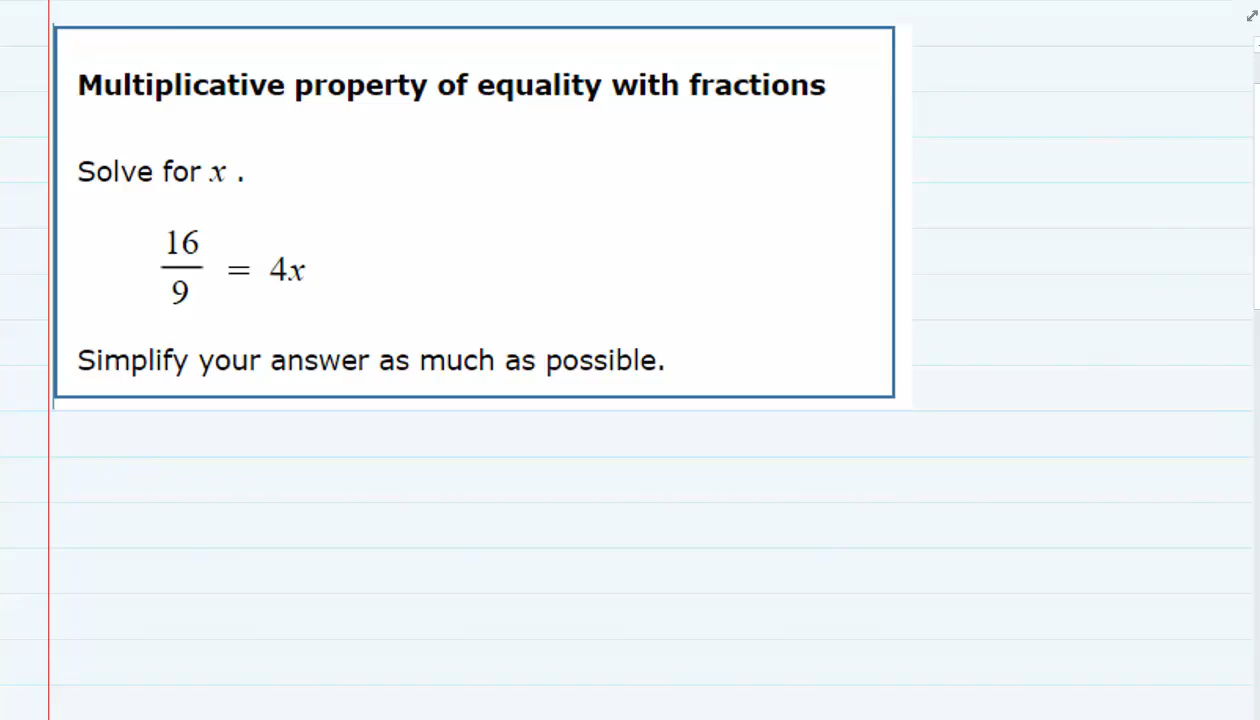 Multiplicative property of equality with fractions
Solve for x .
16/9 = 4x
Simplify your answer as much as possible.